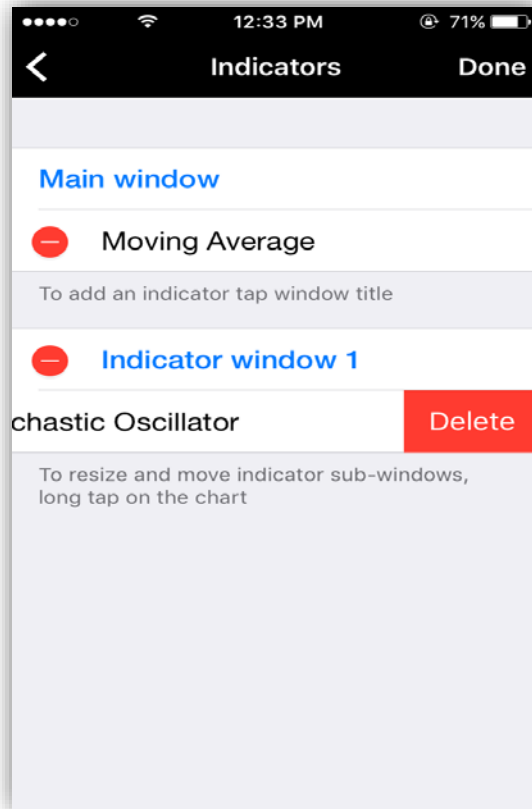 12:33 PM 71%
Indicators Done
Main window
Moving Average
To add an indicator tap window title
Indicator window 1
chastic Oscillator Delete
To resize and move indicator sub-windows,
long tap on the chart